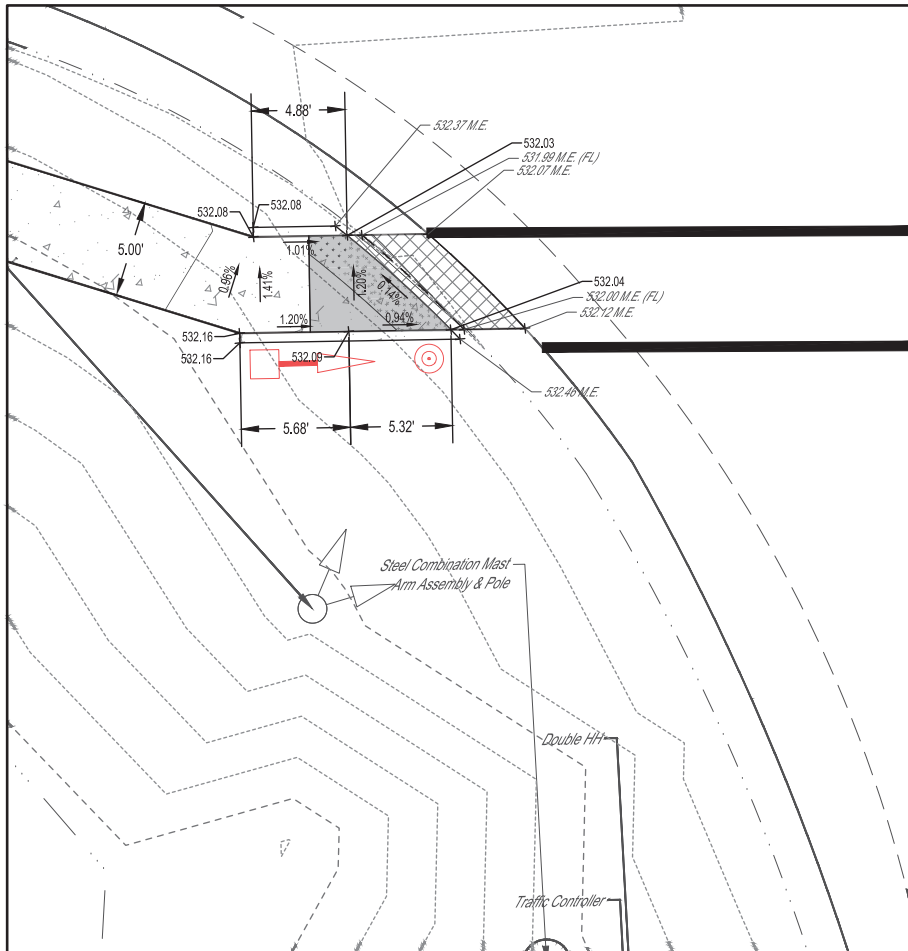 4.88'
532.37 M.E.
532.03
531.99 M.E. (FL)
532.07 M.E.
532.08
532.08
5.00'
1.01%
0.96%
1.41%
1.20%
0.14%
1.20%
0.94%
532.04
532.00 M.E. (FL)
532.12 M.E.
532.16
532.16
532.09
532.46 M.E.
5.68'
5.32'
Steel Combination Mast
Arm Assembly & Pole
Double HH
Traffic Controller